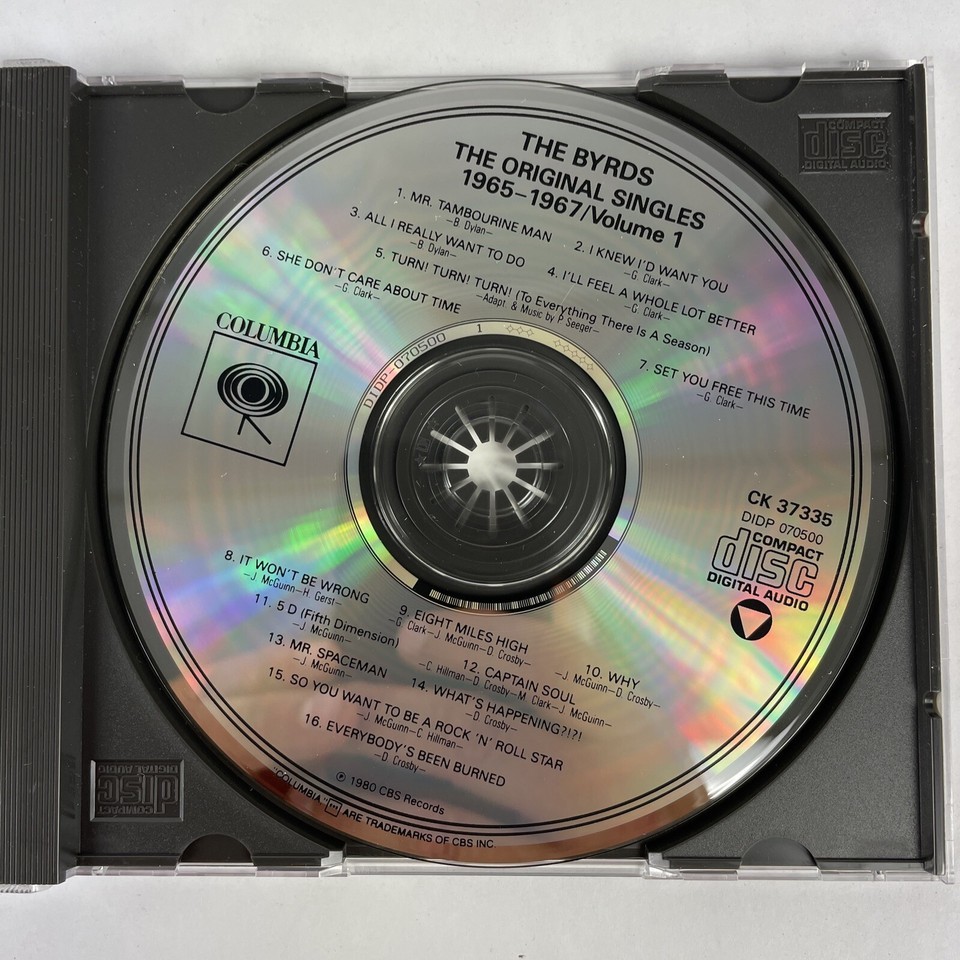 THE BYRDS
THE ORIGINAL SINGLES
1965–1967/Volume 1
1. MR. TAMBOURINE MAN
–B Dylan–
2. I KNEW I'D WANT YOU
–G. Clark–
3. ALL I REALLY WANT TO DO
–B Dylan–
4. I'LL FEEL A WHOLE LOT BETTER
–G. Clark–
5. TURN! TURN! TURN! (To Everything There Is A Season)
–Adapt. & Music by P Seeger–
6. SHE DON'T CARE ABOUT TIME
–G. Clark–
7. SET YOU FREE THIS TIME
–G Clark–
COLUMBIA
DIDP-070500 1
CK 37335
DIDP 070500
COMPACT
disc
DIGITAL AUDIO
8. IT WON'T BE WRONG
–J McGuinn–H. Gerst–
9. EIGHT MILES HIGH
–G Clark–J. McGuinn–D Crosby–
10. WHY
–J McGuinn–D Crosby–
11. 5 D (Fifth Dimension)
–J McGuinn–
12. CAPTAIN SOUL
–C Hillman–D Crosby–M. Clark–J McGuinn–
13. MR. SPACEMAN
–J McGuinn–
14. WHAT'S HAPPENING?!?!
–D Crosby–
15. SO YOU WANT TO BE A ROCK 'N' ROLL STAR
–J McGuinn–C Hillman–
16. EVERYBODY'S BEEN BURNED
–D Crosby–
℗ 1980 CBS Records
"COLUMBIA," ARE TRADEMARKS OF CBS INC.
COMPACT
disc
DIGITAL AUDIO
COMPACT
disc
DIGITAL AUDIO